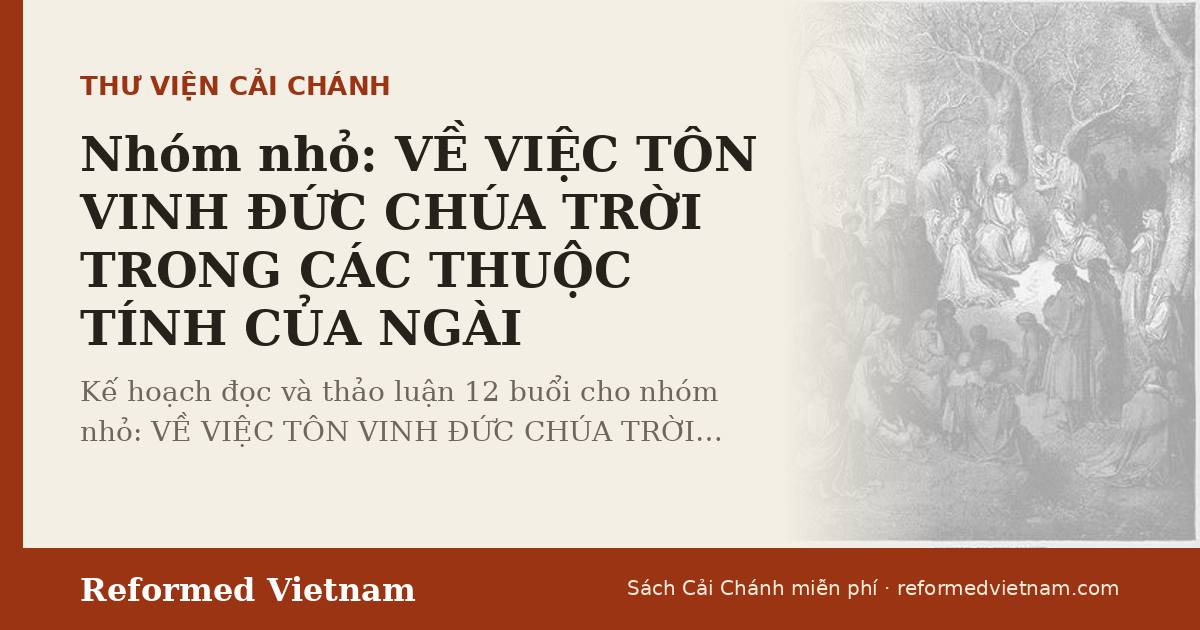 THƯ VIỆN CẢI CHÁNH
Nhóm nhỏ: VỀ VIỆC TÔN
VINH ĐỨC CHÚA TRỜI
TRONG CÁC THUỘC
TÍNH CỦA NGÀI
Kế hoạch đọc và thảo luận 12 buổi cho nhóm
nhỏ: VỀ VIỆC TÔN VINH ĐỨC CHÚA TRỜI…
Reformed Vietnam
Sách Cải Chánh miễn phí · reformedvietnam.com